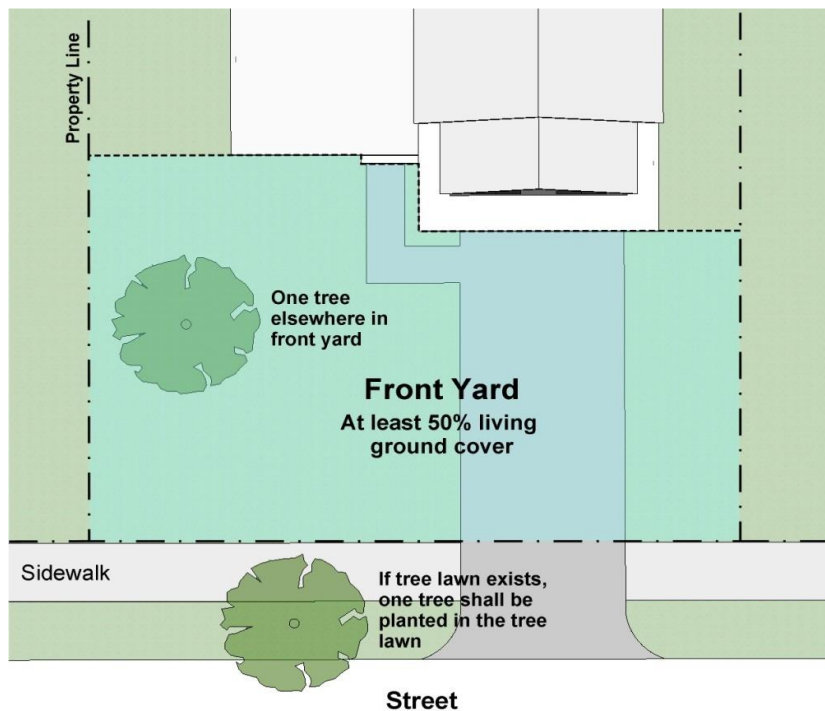 Property Line
One tree
elsewhere in
front yard
Front Yard
At least 50% living
ground cover
Sidewalk
If tree lawn exists,
one tree shall be
planted in the tree
lawn
Street